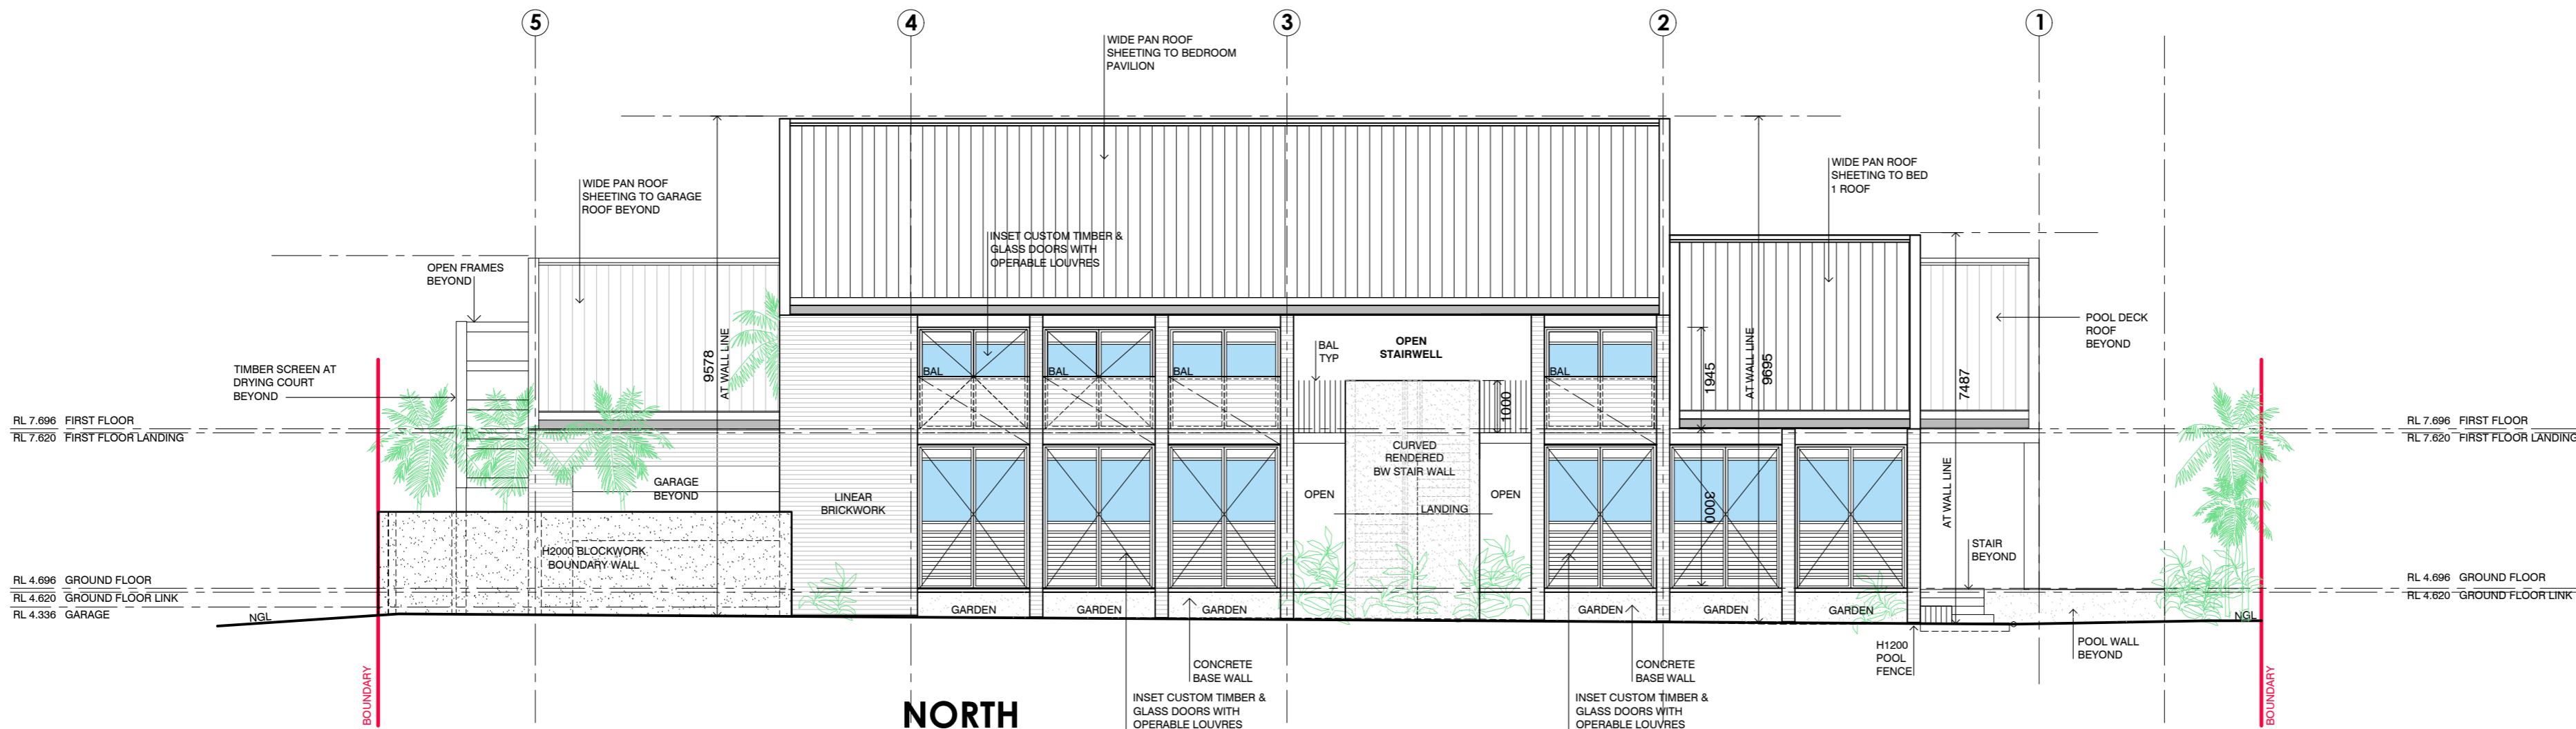 5
4
3
2
1
WIDE PAN ROOF
SHEETING TO BEDROOM
PAVILION
WIDE PAN ROOF
SHEETING TO GARAGE
ROOF BEYOND
WIDE PAN ROOF
SHEETING TO BED
1 ROOF
INSET CUSTOM TIMBER &
GLASS DOORS WITH
OPERABLE LOUVRES
OPEN FRAMES
BEYOND
TIMBER SCREEN AT
DRYING COURT
BEYOND
9578
AT WALL LINE
BAL
TYP
OPEN
STAIRWELL
1945
AT WALL LINE
9695
7487
POOL DECK
ROOF
BEYOND
BAL
BAL
BAL
BAL
1000
RL 7.696 FIRST FLOOR
RL 7.620 FIRST FLOOR LANDING
RL 7.696 FIRST FLOOR
RL 7.620 FIRST FLOOR LANDING
CURVED
RENDERED
BW STAIR WALL
GARAGE
BEYOND
LINEAR
BRICKWORK
OPEN
OPEN
LANDING
3000
AT WALL LINE
H2000 BLOCKWORK
BOUNDARY WALL
STAIR
BEYOND
RL 4.696 GROUND FLOOR
RL 4.620 GROUND FLOOR LINK
RL 4.336 GARAGE
RL 4.696 GROUND FLOOR
RL 4.620 GROUND FLOOR LINK
NGL
GARDEN
GARDEN
GARDEN
GARDEN
GARDEN
GARDEN
NGL
CONCRETE
BASE WALL
CONCRETE
BASE WALL
H1200
POOL
FENCE
POOL WALL
BEYOND
BOUNDARY
BOUNDARY
INSET CUSTOM TIMBER &
GLASS DOORS WITH
OPERABLE LOUVRES
INSET CUSTOM TIMBER &
GLASS DOORS WITH
OPERABLE LOUVRES
NORTH